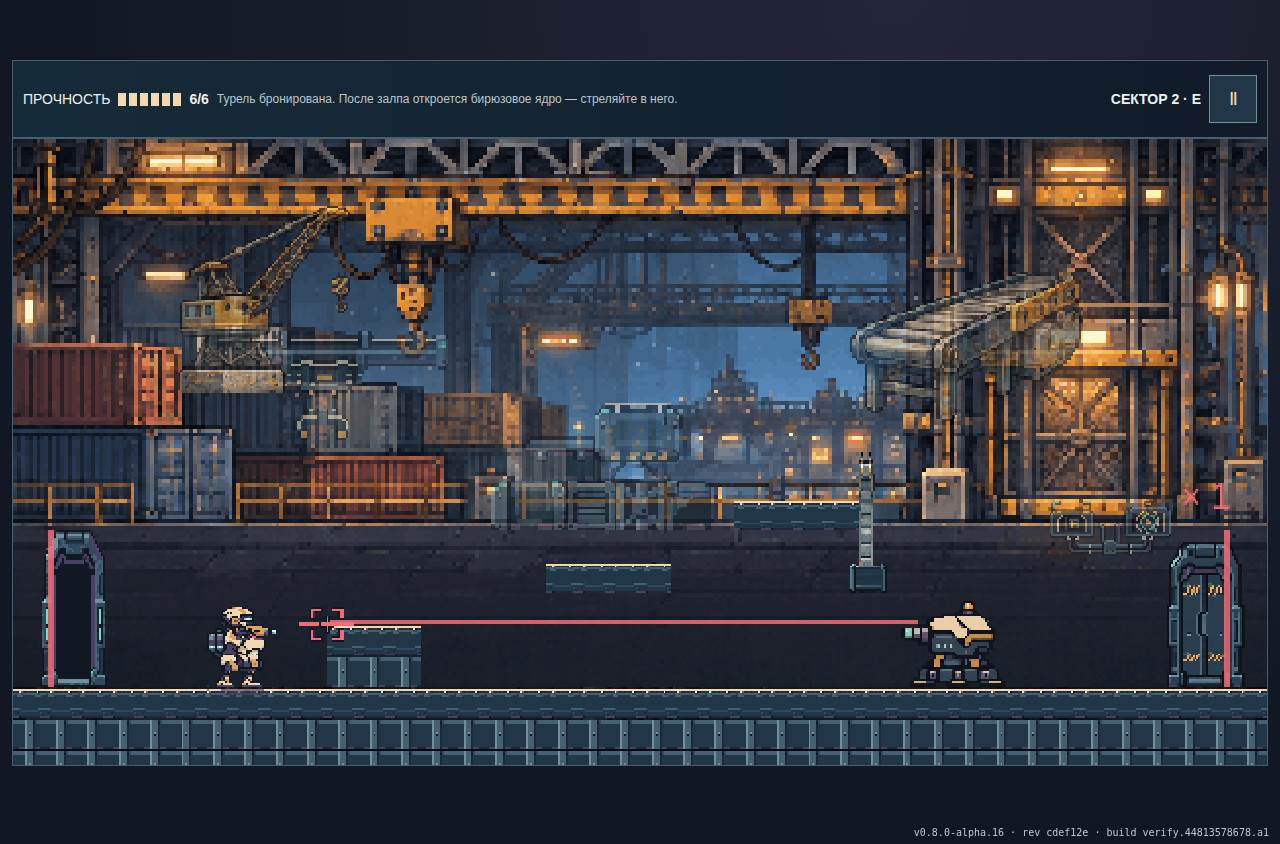 ПРОЧНОСТЬ 6/6 Турель бронирована. После залпа откроется бирюзовое ядро — стреляйте в него. СЕКТОР 2 · E II
× 1
v0.8.0-alpha.16 · rev cdef12e · build verify.44813578678.a1